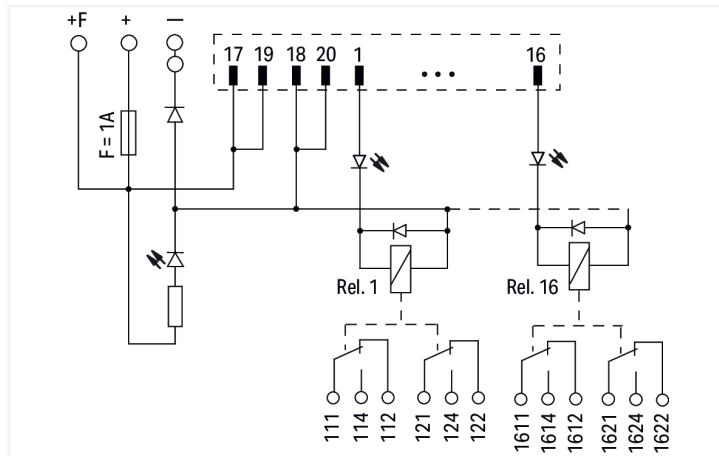 +F + —
17 19 18 20 1 ••• 16
F = 1A
Rel. 1 Rel. 16
111 114 112 121 124 122 1611 1614 1612 1621 1624 1622